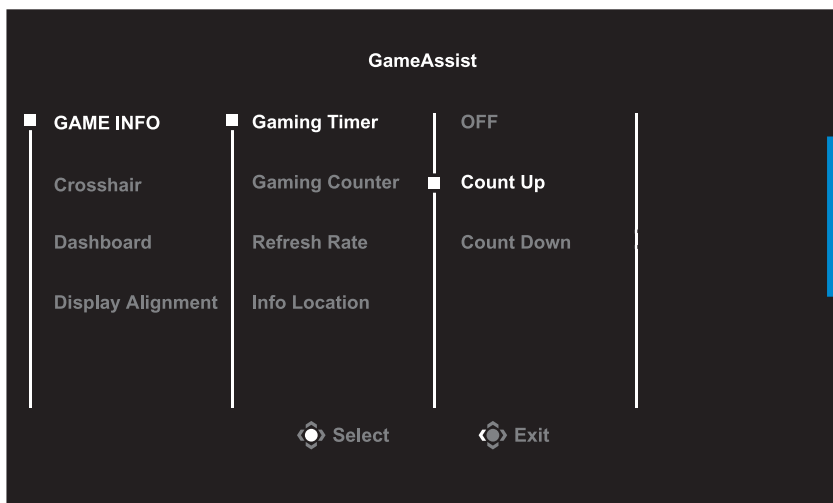 GameAssist
GAME INFO
Gaming Timer
OFF
Crosshair
Gaming Counter
Count Up
Dashboard
Refresh Rate
Count Down
Display Alignment
Info Location
Select
Exit